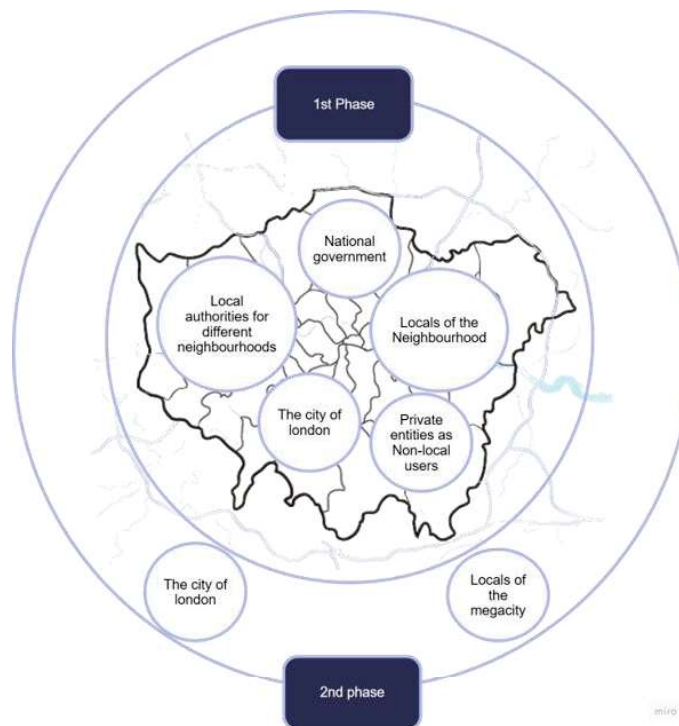 1st Phase
National
government
Local
authorities for
different
neighbourhoods
Locals of the
Neighbourhood
The city of
london
Private
entities as
Non-local
users
The city of
london
Locals of
the
megacity
2nd phase
miro